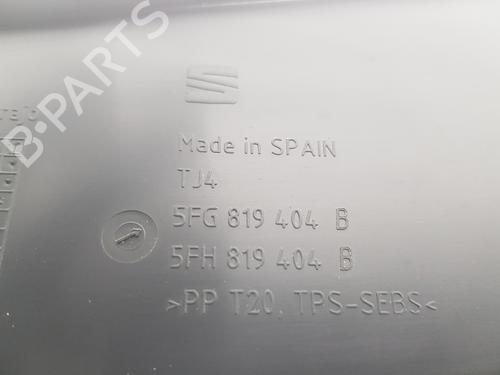 Made in SPAIN
TJ4
5FG 819 404 B
5FH 819 404 B
>PP T20, TPS-SEBS<
B-PARTS